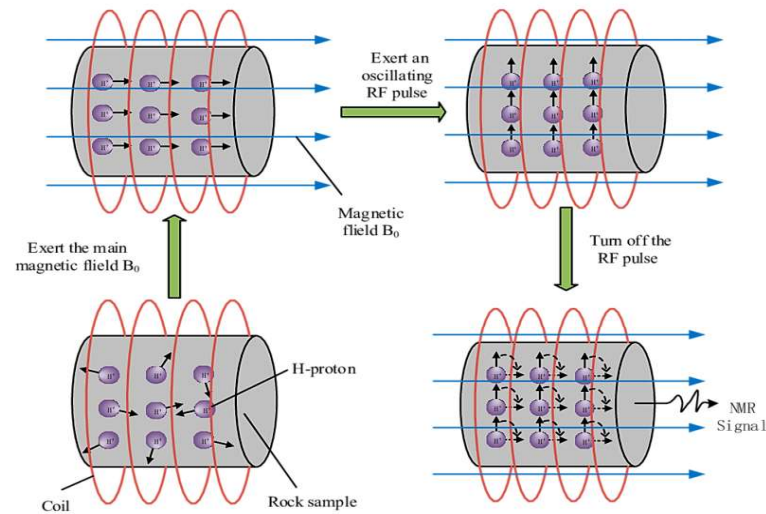 Exert an
oscillating
RF pulse
Magnetic
flield B₀
Exert the main
magnetic flield B₀
Turn off the
RF pulse
H-proton
NMR
Signal
Coil
Rock sample
H⁺ H⁺ H⁺
H⁺ H⁺ H⁺
H⁺ H⁺ H⁺
H⁺ H⁺ H⁺
H⁺ H⁺ H⁺
H⁺ H⁺ H⁺
H⁺ H⁺ H⁺
H⁺ H⁺ H⁺
H⁺ H⁺ H⁺
H⁺ H⁺ H⁺
H⁺ H⁺ H⁺
H⁺ H⁺ H⁺